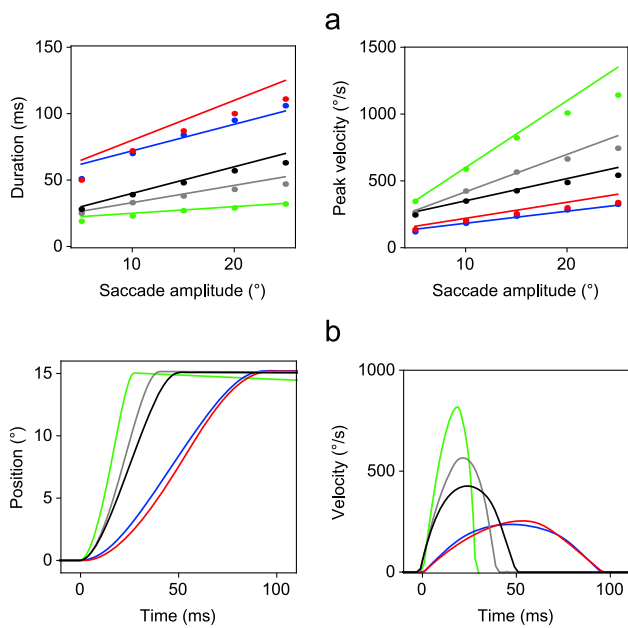 a
150
100
50
0
Duration (ms)
10
20
Saccade amplitude (°)
1500
1000
500
0
Peak velocity (°/s)
10
20
Saccade amplitude (°)
b
15
10
5
0
Position (°)
0
50
100
Time (ms)
1000
500
0
Velocity (°/s)
0
50
100
Time (ms)